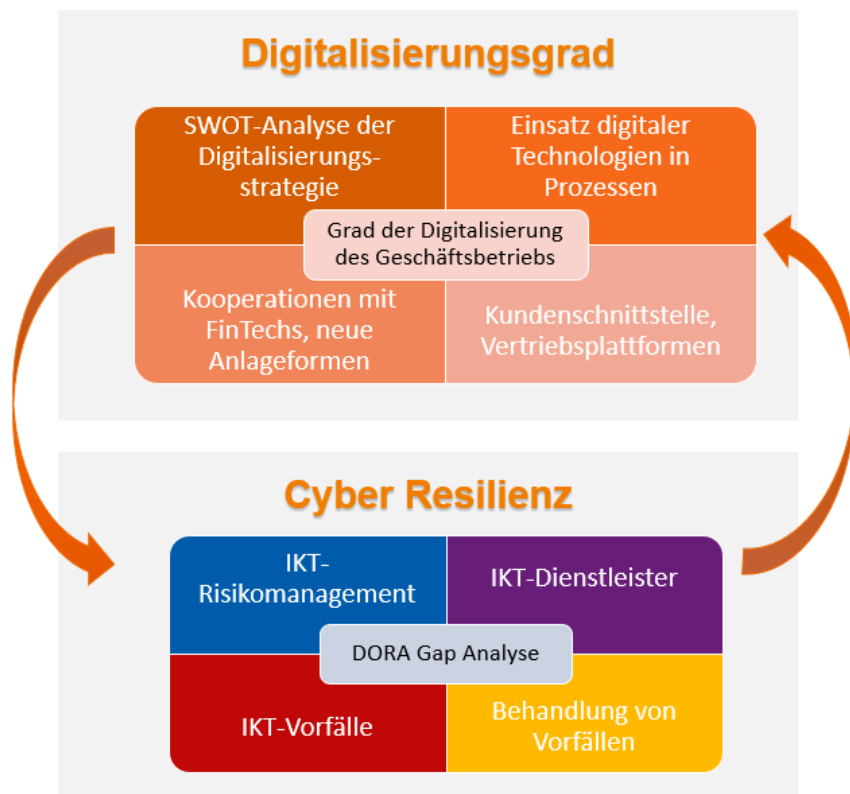 Digitalisierungsgrad
SWOT-Analyse der
Digitalisierungs-
strategie
Einsatz digitaler
Technologien in
Prozessen
Grad der Digitalisierung
des Geschäftsbetriebs
Kooperationen mit
FinTechs, neue
Anlageformen
Kundenschnittstelle,
Vertriebsplattformen
Cyber Resilienz
IKT-
Risikomanagement
IKT-Dienstleister
DORA Gap Analyse
IKT-Vorfälle
Behandlung von
Vorfällen